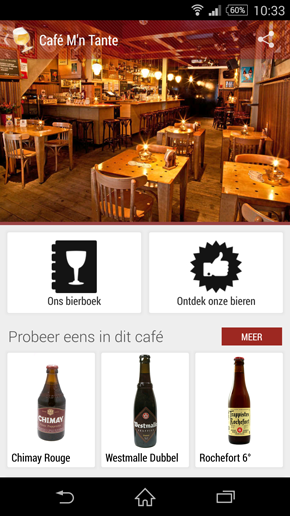 60% 10:33
Café M'n Tante
Ons bierboek
Ontdek onze bieren
Probeer eens in dit café
MEER
CHIMAY
Westmalle
Trappistes
Rochefort
Chimay Rouge
Westmalle Dubbel
Rochefort 6°